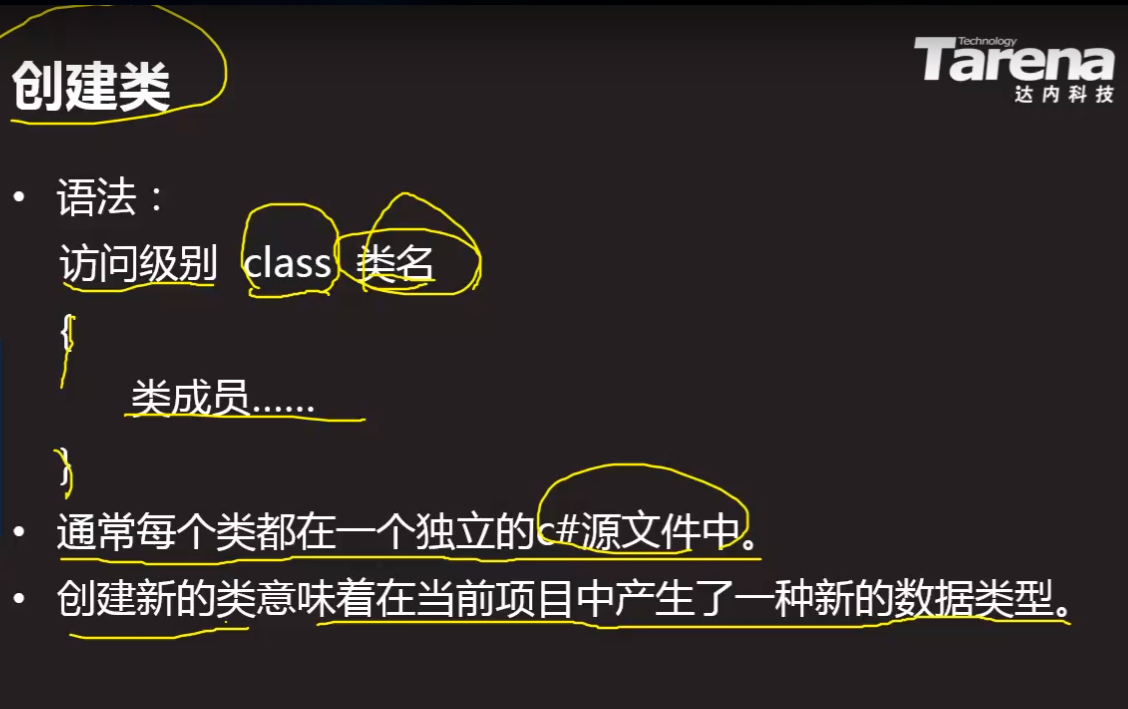 Technology
Tarena
达内科技
创建类
• 语法：
访问级别 class 类名
{
类成员……
}
• 通常每个类都在一个独立的c#源文件中。
• 创建新的类意味着在当前项目中产生了一种新的数据类型。